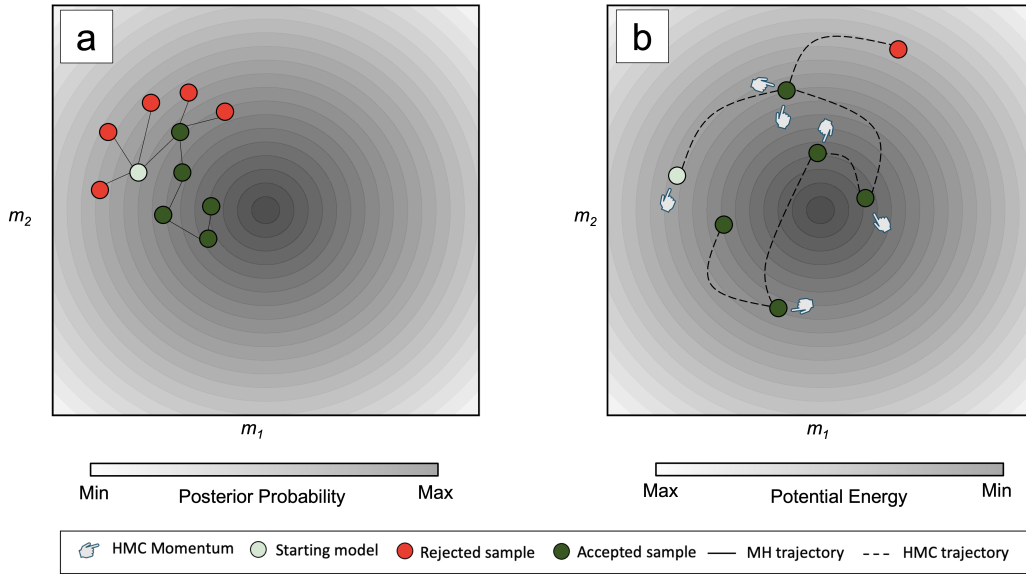 a
b
m2
m1
m2
m1
Min Posterior Probability Max
Max Potential Energy Min
HMC Momentum Starting model Rejected sample Accepted sample MH trajectory HMC trajectory